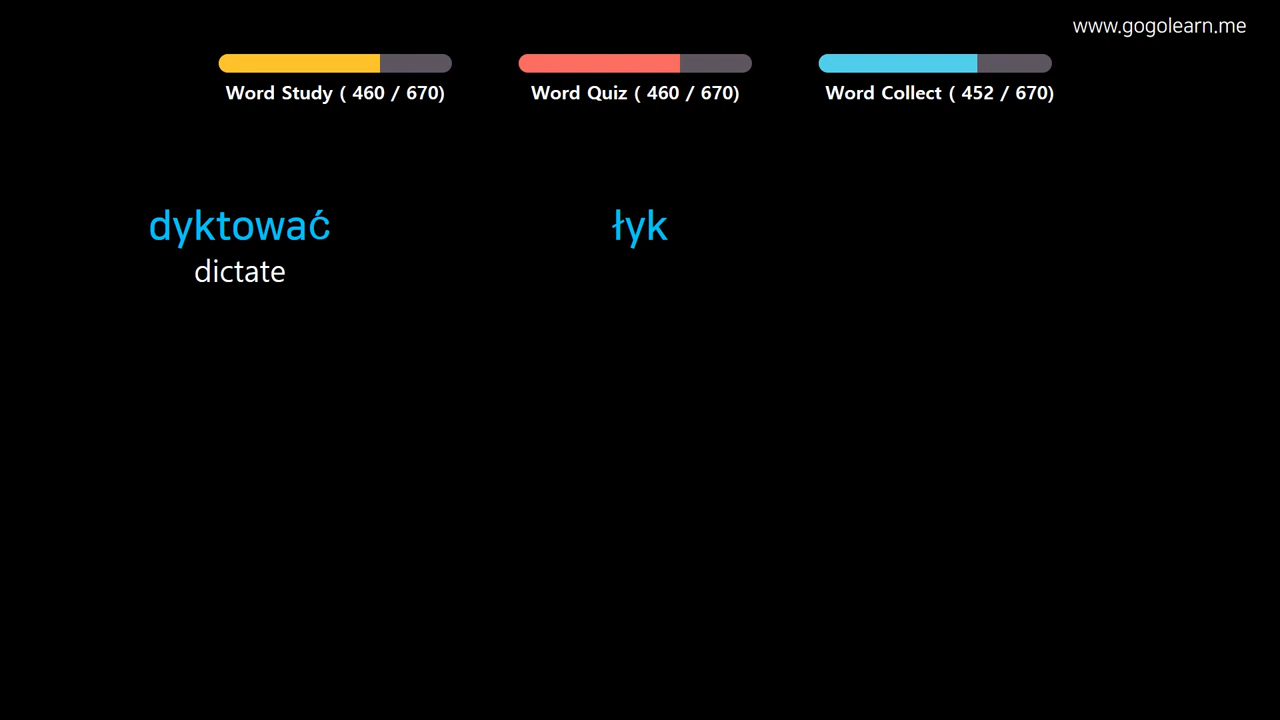 www.gogolearn.me
Word Study ( 460 / 670)
Word Quiz ( 460 / 670)
Word Collect ( 452 / 670)
dyktować
dictate
łyk